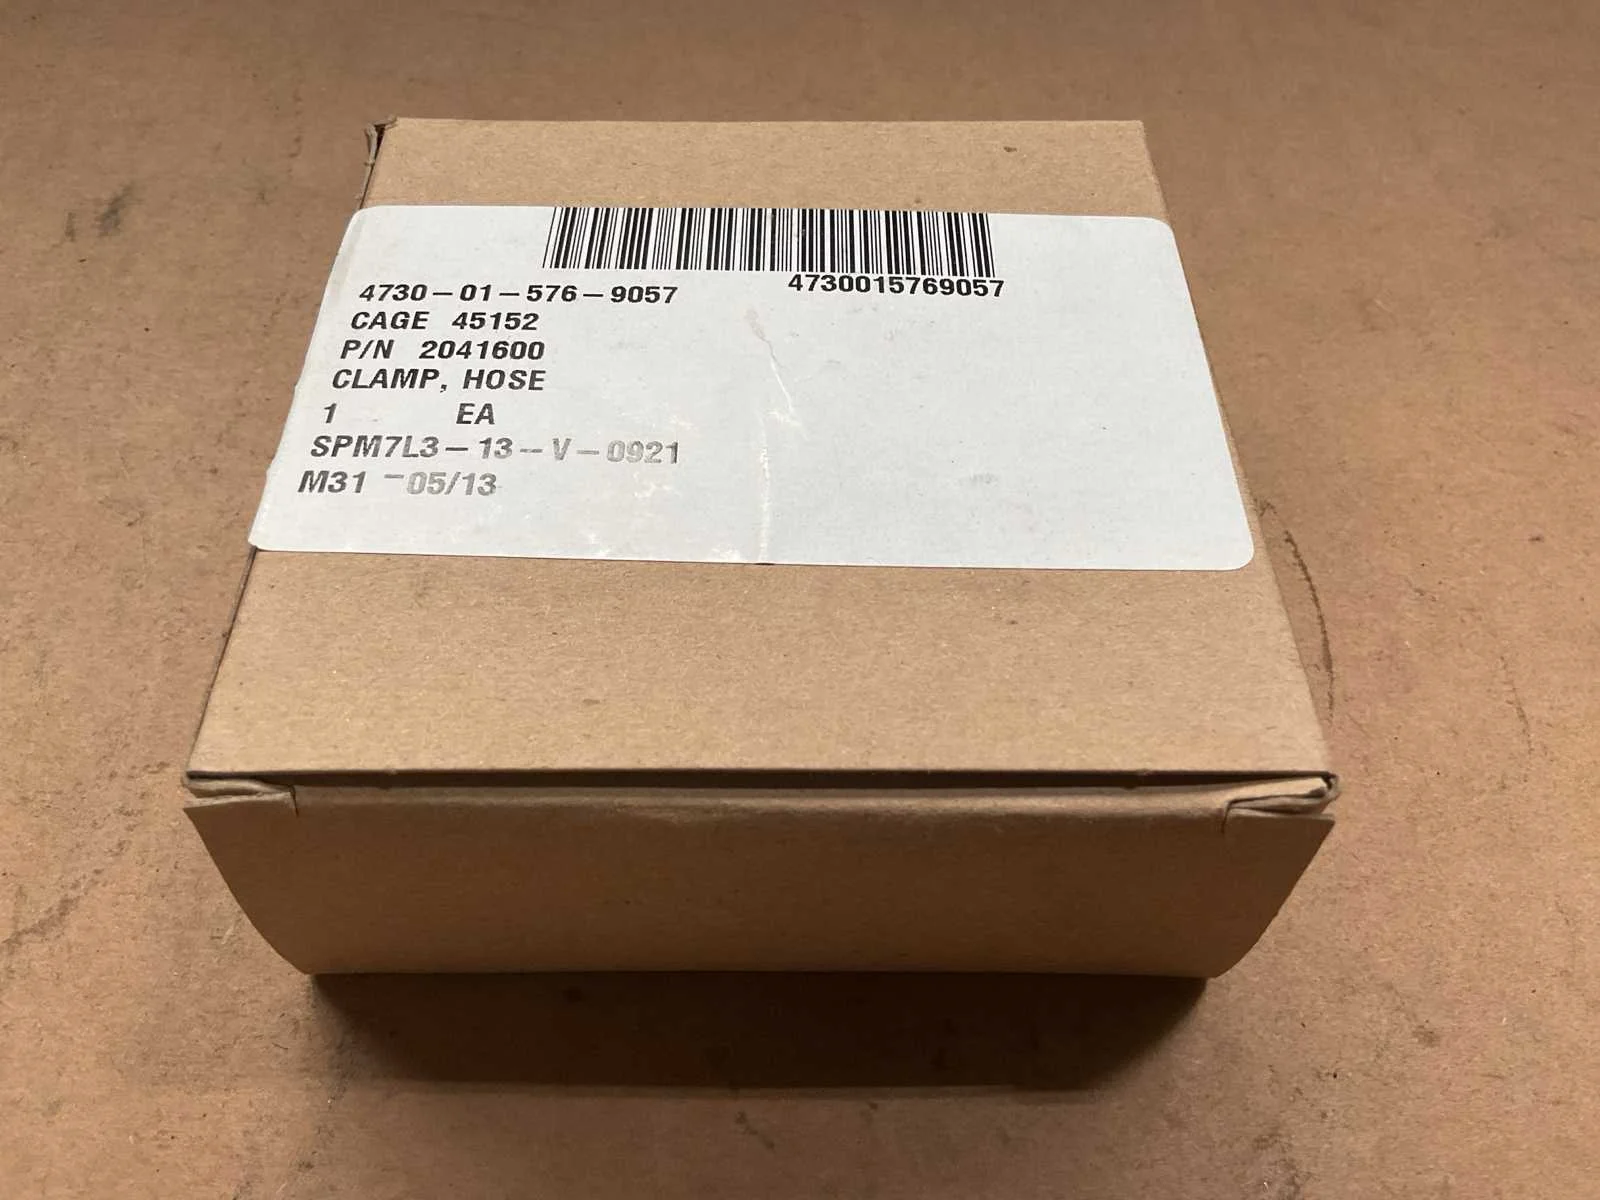 4730015769057
4730-01-576-9057
CAGE 45152
P/N 2041600
CLAMP, HOSE
1 EA
SPM7L3-13-V-0921
M31 -05/13